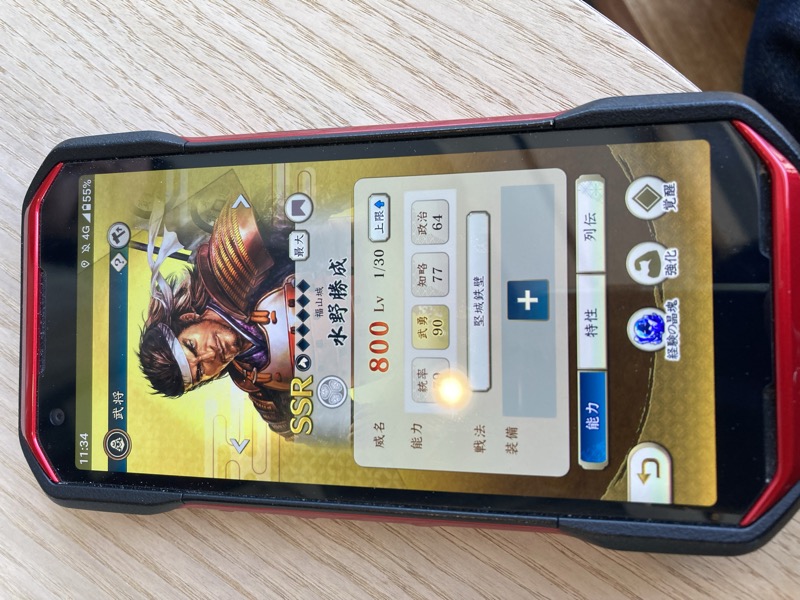 11:34 4G 55%
武将 ?
SSR 最大
福山城
水野勝成
威名 800 Lv 1/30 上限
能力 統率 武勇 知略 政治
90 77 64
戦法 堅城鉄壁
装備 +
能力 特性 列伝
経験の晶塊 強化 覚醒